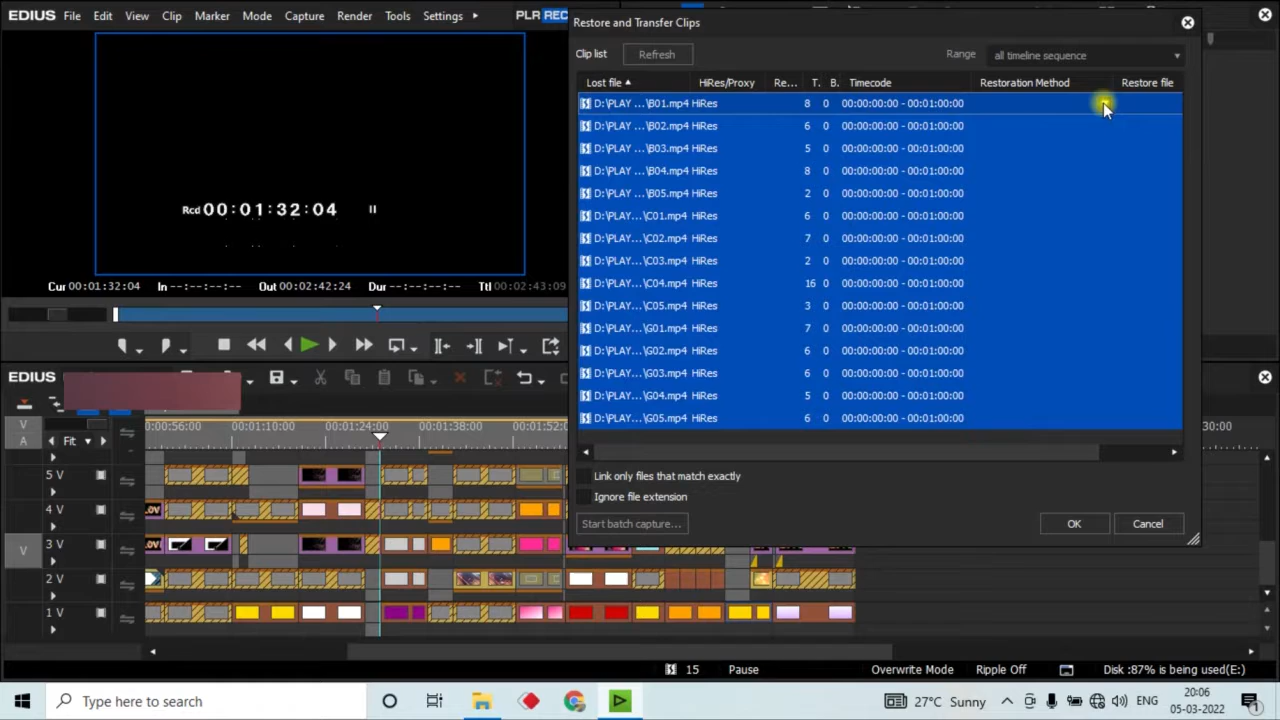 EDIUS File Edit View Clip Marker Mode Capture Render Tools Settings PLR REC
Rcd 00:01:32:04
Cur 00:01:32:04 In --:--:--:-- Out 00:02:42:24 Dur --:--:--:-- Ttl 00:02:43:09
Restore and Transfer Clips
Clip list Refresh Range all timeline sequence
Lost file HiRes/Proxy Re... T. B. Timecode Restoration Method Restore file
D:\PLAY ...\B01.mp4 HiRes 8 0 00:00:00:00 - 00:01:00:00
D:\PLAY ...\B02.mp4 HiRes 6 0 00:00:00:00 - 00:01:00:00
D:\PLAY ...\B03.mp4 HiRes 5 0 00:00:00:00 - 00:01:00:00
D:\PLAY ...\B04.mp4 HiRes 8 0 00:00:00:00 - 00:01:00:00
D:\PLAY ...\B05.mp4 HiRes 2 0 00:00:00:00 - 00:01:00:00
D:\PLAY...\C01.mp4 HiRes 6 0 00:00:00:00 - 00:01:00:00
D:\PLAY...\C02.mp4 HiRes 7 0 00:00:00:00 - 00:01:00:00
D:\PLAY...\C03.mp4 HiRes 2 0 00:00:00:00 - 00:01:00:00
D:\PLAY...\C04.mp4 HiRes 16 0 00:00:00:00 - 00:01:00:00
D:\PLAY...\C05.mp4 HiRes 3 0 00:00:00:00 - 00:01:00:00
D:\PLAY...\G01.mp4 HiRes 7 0 00:00:00:00 - 00:01:00:00
D:\PLAY...\G02.mp4 HiRes 6 0 00:00:00:00 - 00:01:00:00
D:\PLAY...\G03.mp4 HiRes 6 0 00:00:00:00 - 00:01:00:00
D:\PLAY...\G04.mp4 HiRes 5 0 00:00:00:00 - 00:01:00:00
D:\PLAY...\G05.mp4 HiRes 6 0 00:00:00:00 - 00:01:00:00
Link only files that match exactly
Ignore file extension
Start batch capture... OK Cancel
EDIUS
V
A
Fit
0:00:56:00 00:01:10:00 00:01:24:00 00:01:38:00 00:01:52:0 30:00
5 V
4 V
V 3 V
2 V
1 V
15 Pause Overwrite Mode Ripple Off Disk :87% is being used(E:)
Type here to search 27°C Sunny ENG 20:06
05-03-2022